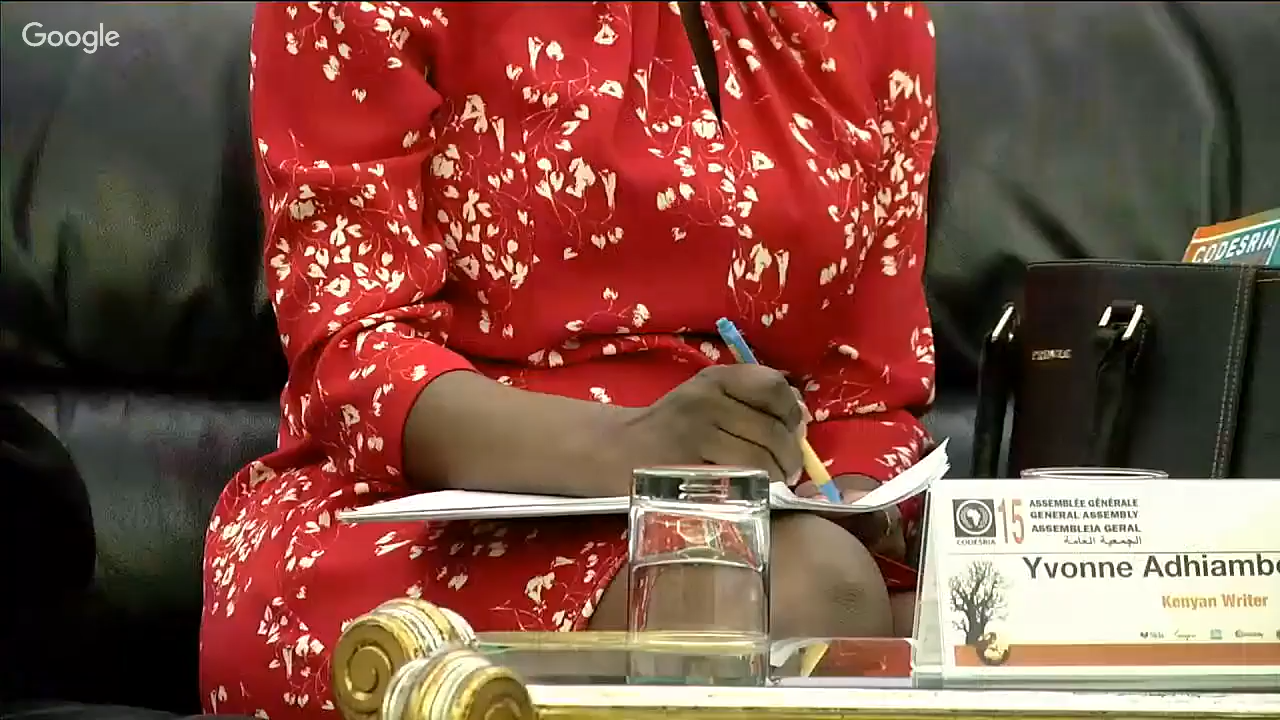 Google
CODESRIA
15
ASSEMBLÉE GÉNÉRALE
GENERAL ASSEMBLY
ASSEMBLEIA GERAL
الجمعية العامة
CODESRIA
Yvonne Adhiambo
Kenyan Writer